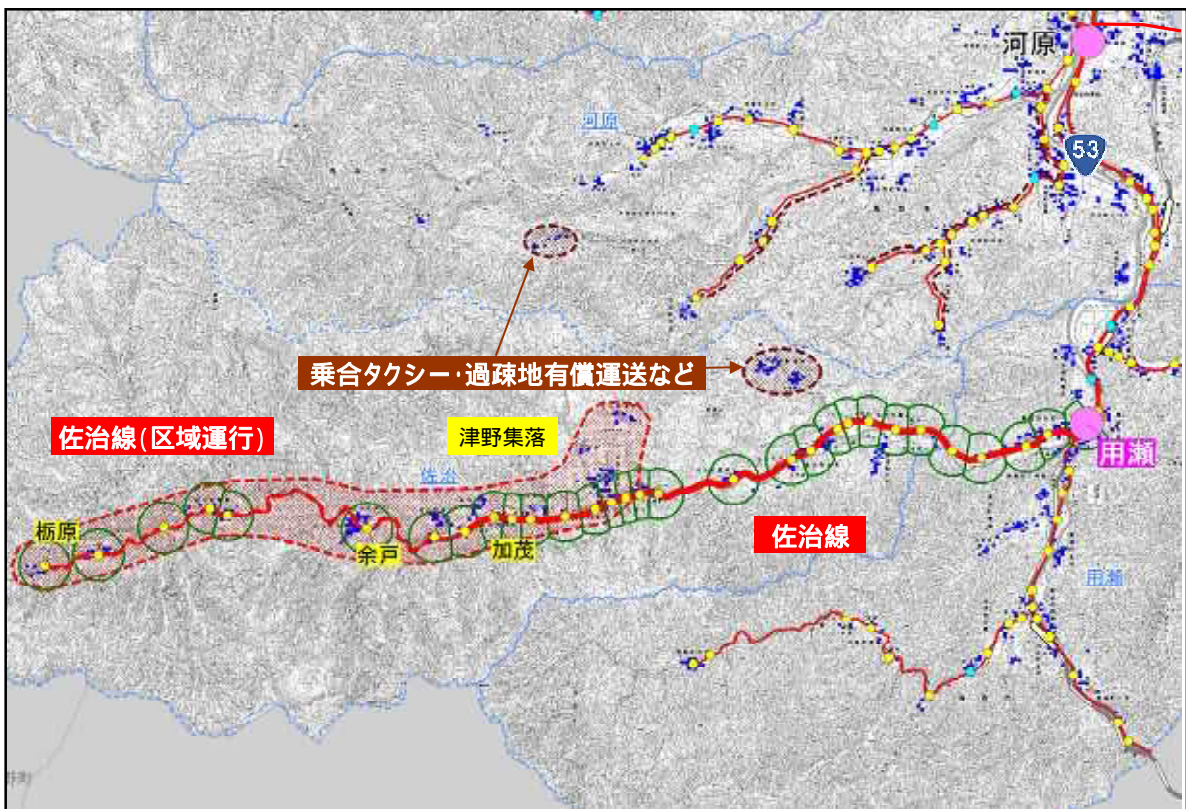 河原
河原
53
乗合タクシー・過疎地有償運送など
佐治線(区域運行)
津野集落
用瀬
佐治
栃原
余戸
加茂
佐治線
用瀬